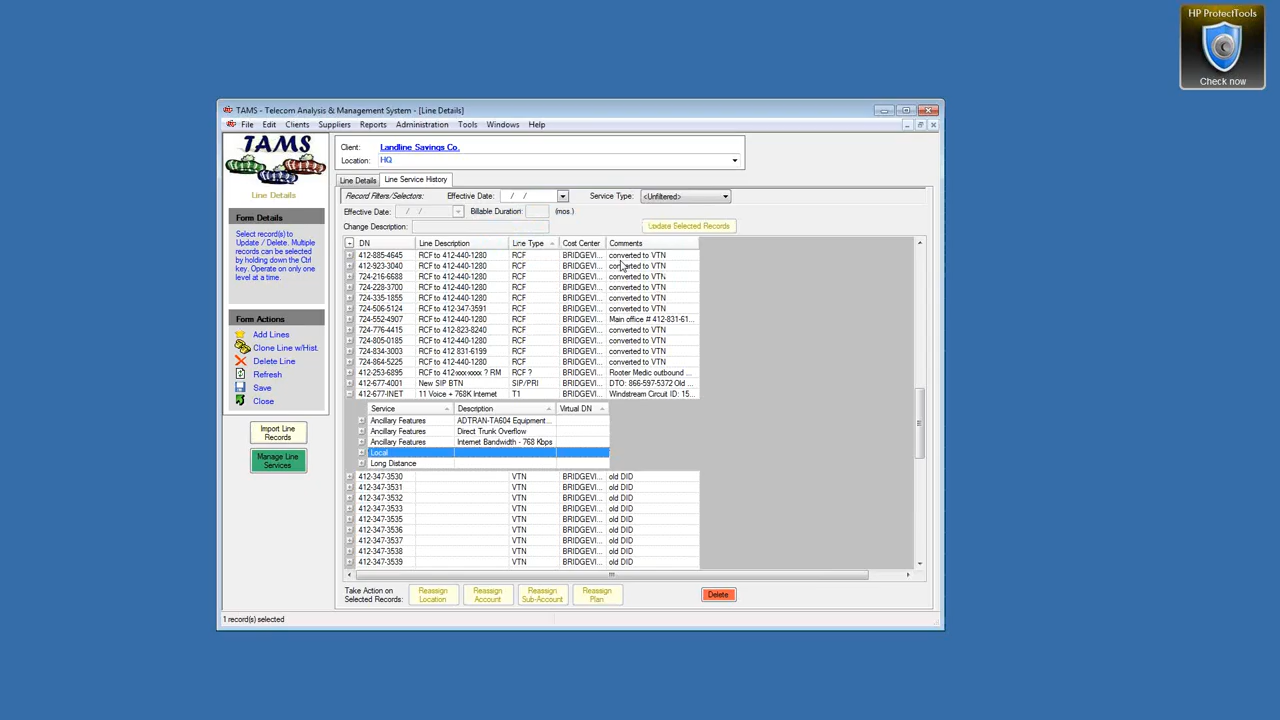 HP ProtectTools
Check now
TAMS - Telecom Analysis & Management System - [Line Details]
File Edit Clients Suppliers Reports Administration Tools Windows Help
TAMS
Line Details
Form Details
Select record(s) to
Update / Delete. Multiple
records can be selected
by holding down the Ctrl
key. Operate on only one
level at a time.
Form Actions
Add Lines
Clone Line w/Hist.
Delete Line
Refresh
Save
Close
Import Line
Records
Manage Line
Services
Client: Landline Savings Co.
Location: HQ
Line Details Line Service History
Record Filters/Selectors: Effective Date: / / Service Type: <Unfiltered>
Effective Date: / / Billable Duration: (mos.)
Change Description: Update Selected Records
DN Line Description Line Type Cost Center Comments
412-885-4645 RCF to 412-440-1280 RCF BRIDGEVI... converted to VTN
412-923-3040 RCF to 412-440-1280 RCF BRIDGEVI... converted to VTN
724-216-6688 RCF to 412-440-1280 RCF BRIDGEVI... converted to VTN
724-228-3700 RCF to 412-440-1280 RCF BRIDGEVI... converted to VTN
724-335-1855 RCF to 412-440-1280 RCF BRIDGEVI... converted to VTN
724-506-5124 RCF to 412-347-3591 RCF BRIDGEVI... converted to VTN
724-552-4907 RCF to 412-440-1280 RCF BRIDGEVI... Main office # 412-831-61...
724-776-4415 RCF to 412-823-8240 RCF BRIDGEVI... converted to VTN
724-805-0185 RCF to 412-440-1280 RCF BRIDGEVI... converted to VTN
724-834-3003 RCF to 412 831-6199 RCF BRIDGEVI... converted to VTN
724-864-5225 RCF to 412-440-1280 RCF BRIDGEVI... converted to VTN
412-253-6895 RCF to 412-xxx-xxxx ? RM RCF ? BRIDGEVI... Rooter Medic outbound ...
412-677-4001 New SIP BTN SIP/PRI BRIDGEVI... DTO: 866-597-5372 Old ...
412-677-INET 11 Voice + 768K Internet T1 BRIDGEVI... Windstream Circuit ID: 15...
Service Description Virtual DN
Ancillary Features ADTRAN-TA604 Equipment...
Ancillary Features Direct Trunk Overflow
Ancillary Features Internet Bandwidth - 768 Kbps
Local
Long Distance
412-347-3530 VTN BRIDGEVI... old DID
412-347-3531 VTN BRIDGEVI... old DID
412-347-3532 VTN BRIDGEVI... old DID
412-347-3533 VTN BRIDGEVI... old DID
412-347-3535 VTN BRIDGEVI... old DID
412-347-3536 VTN BRIDGEVI... old DID
412-347-3537 VTN BRIDGEVI... old DID
412-347-3538 VTN BRIDGEVI... old DID
412-347-3539 VTN BRIDGEVI... old DID
Take Action on
Selected Records:
Reassign
Location
Reassign
Account
Reassign
Sub-Account
Reassign
Plan
Delete
1 record(s) selected